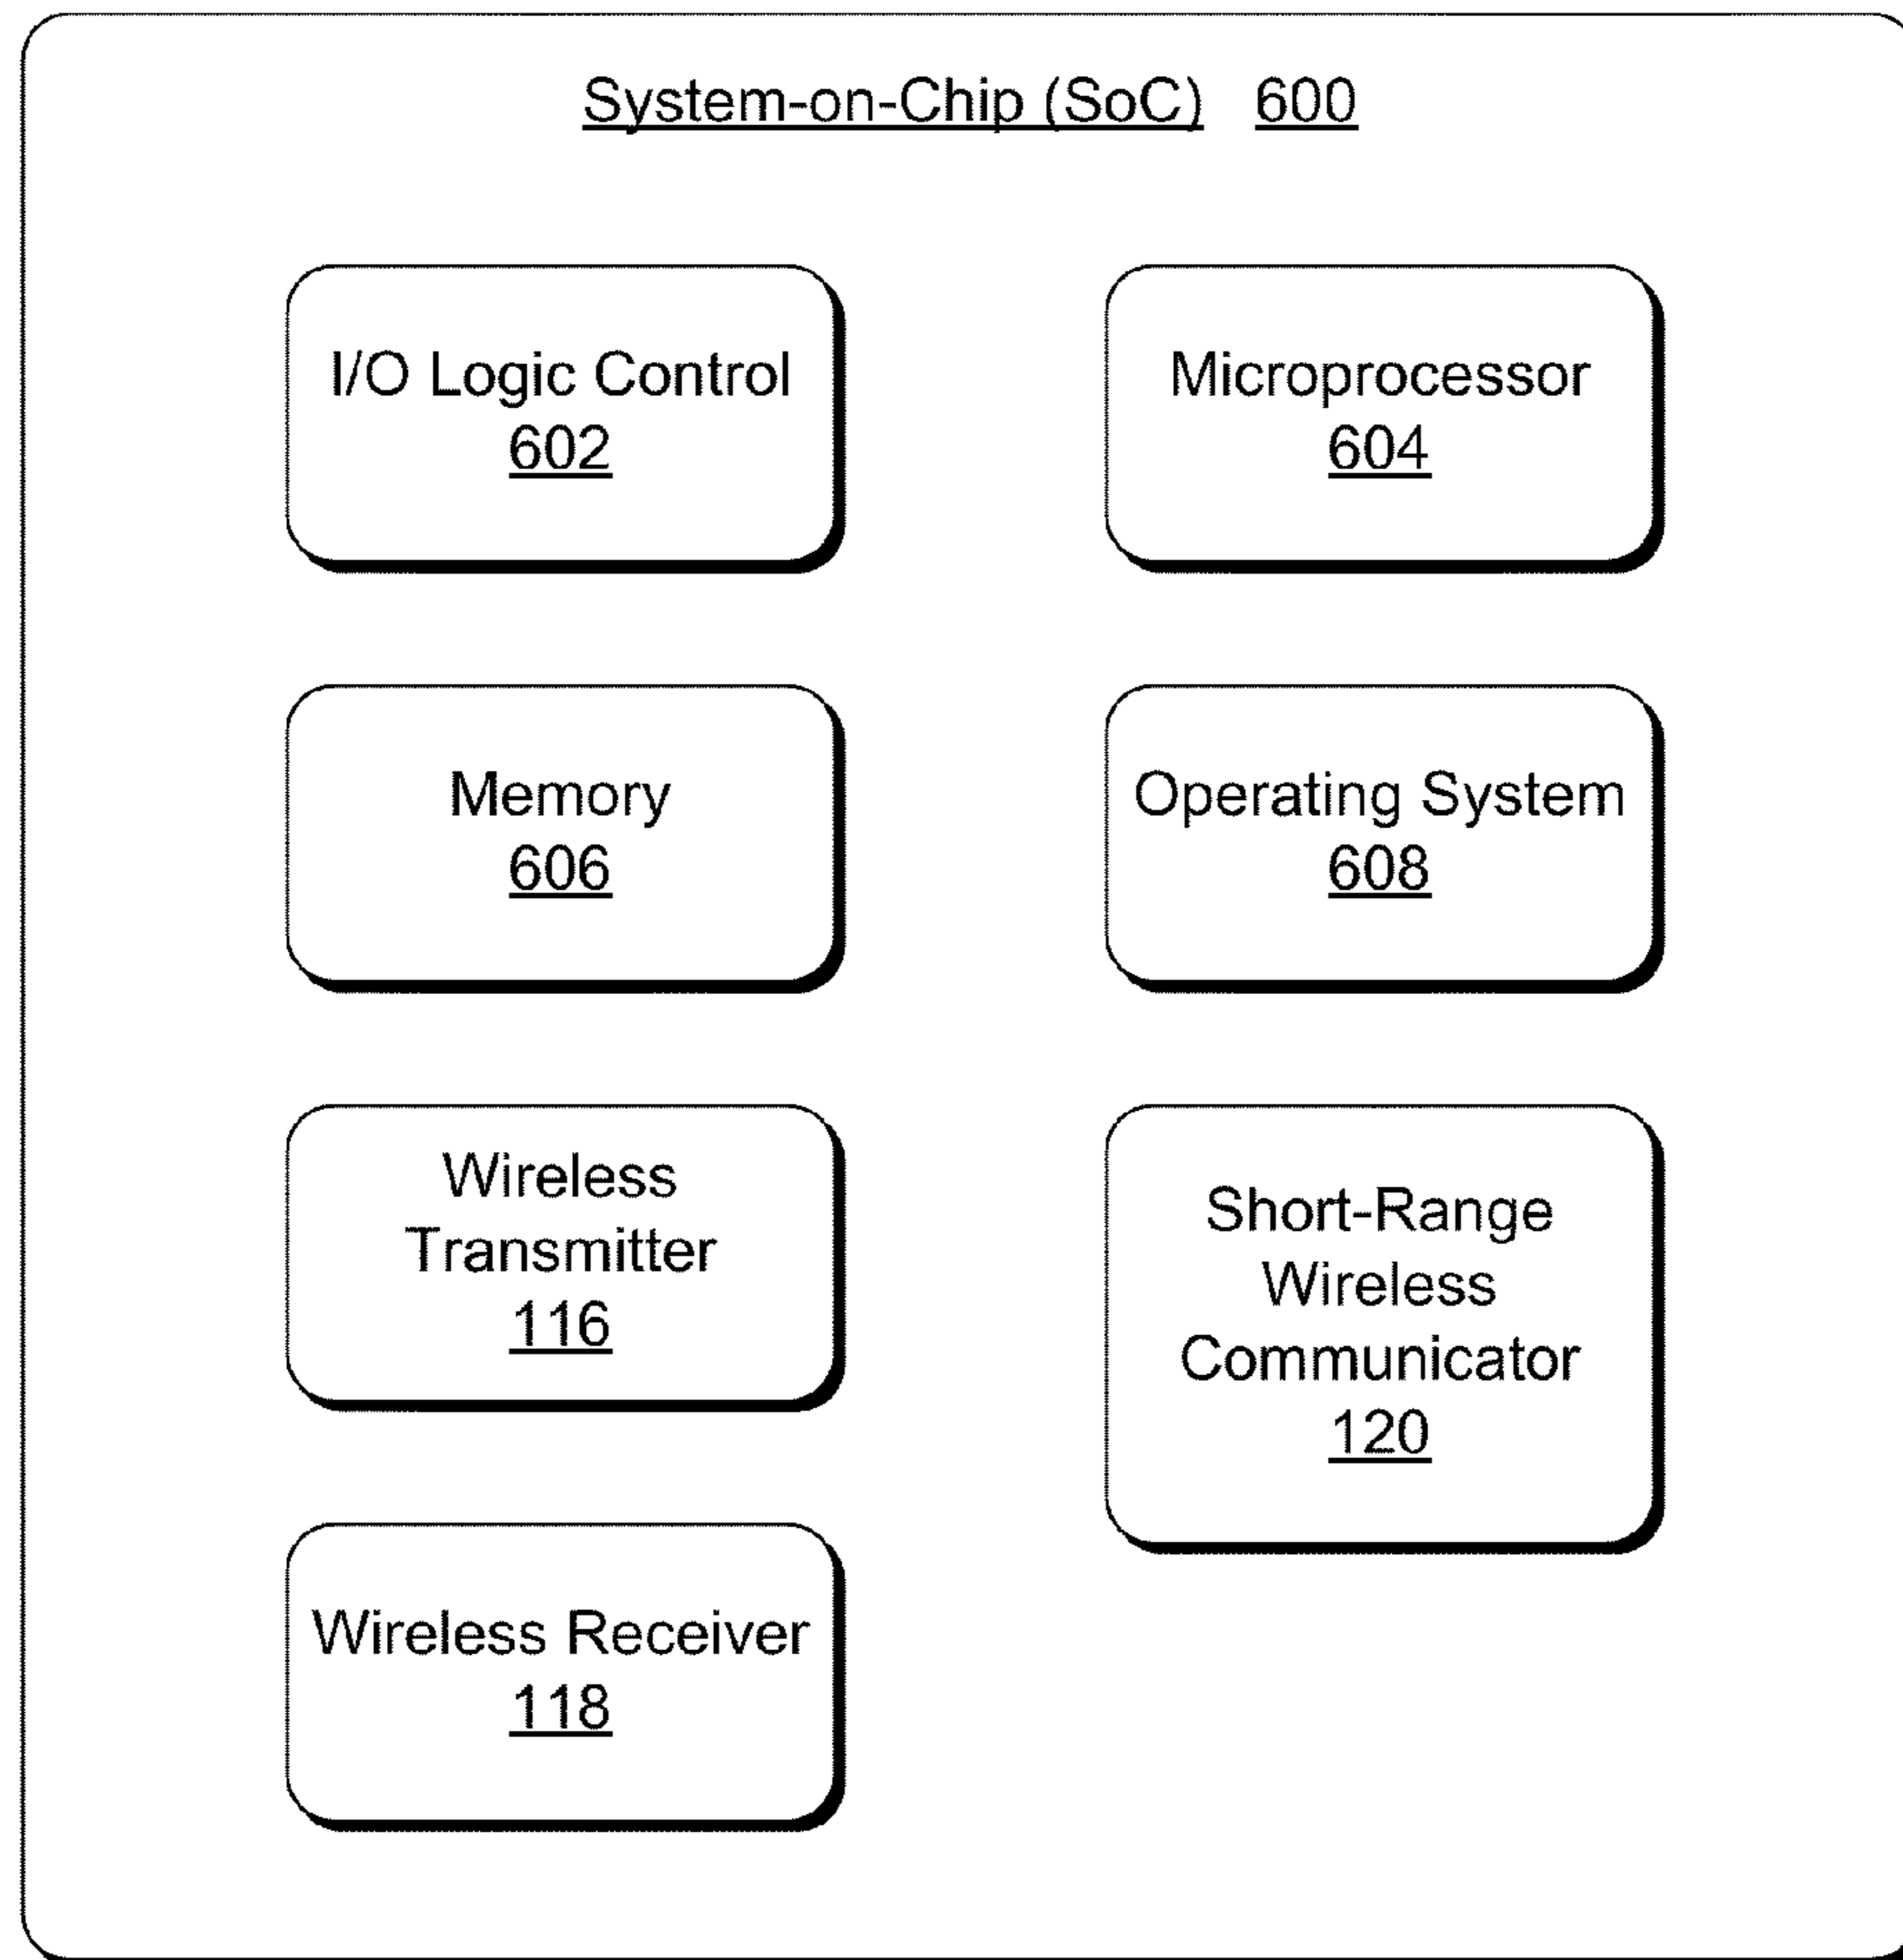 System-on-Chip (SoC) 600
I/O Logic Control
602
Microprocessor
604
Memory
606
Operating System
608
Wireless
Transmitter
116
Short-Range
Wireless
Communicator
120
Wireless Receiver
118